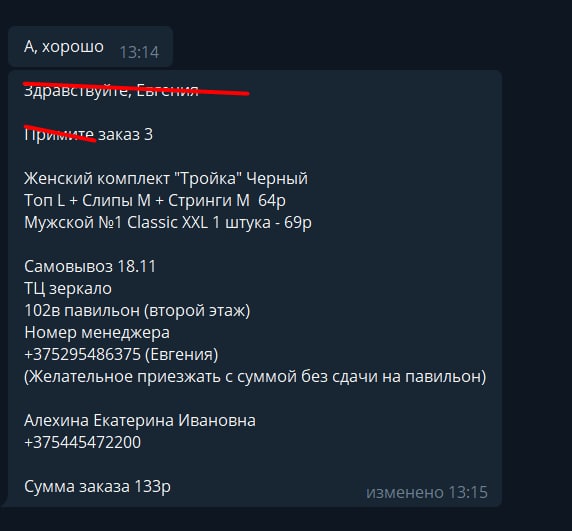 А, хорошо
13:14
Здравствуйте, Евгения
Примите заказ 3
Женский комплект "Тройка" Черный
Топ L + Слипы М + Стринги М 64р
Мужской №1 Classic XXL 1 штука - 69р
Самовывоз 18.11
ТЦ зеркало
102в павильон (второй этаж)
Номер менеджера
+375295486375 (Евгения)
(Желательное приезжать с суммой без сдачи на павильон)
Алехина Екатерина Ивановна
+375445472200
Сумма заказа 133р
изменено 13:15